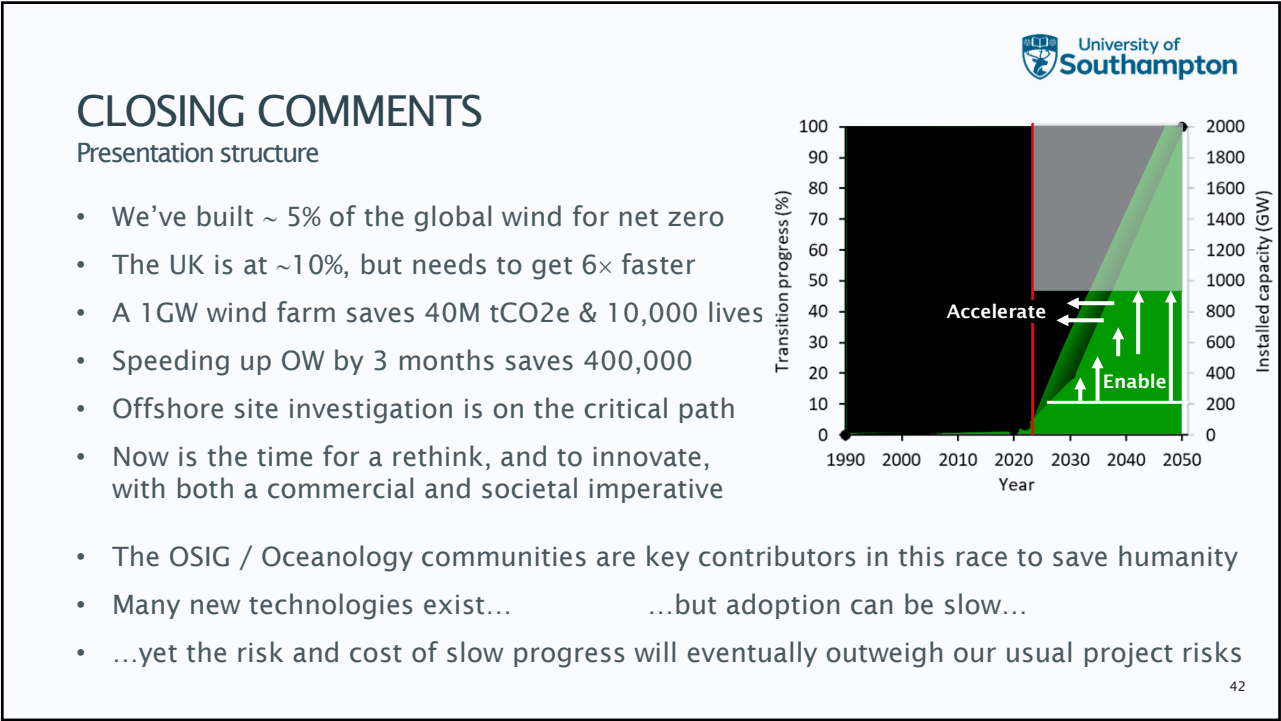 University of
Southampton
CLOSING COMMENTS
Presentation structure
• We’ve built ~ 5% of the global wind for net zero
• The UK is at ~10%, but needs to get 6× faster
• A 1GW wind farm saves 40M tCO2e & 10,000 lives
• Speeding up OW by 3 months saves 400,000
• Offshore site investigation is on the critical path
• Now is the time for a rethink, and to innovate,
with both a commercial and societal imperative
• The OSIG / Oceanology communities are key contributors in this race to save humanity
• Many new technologies exist… …but adoption can be slow…
• …yet the risk and cost of slow progress will eventually outweigh our usual project risks
Transition progress (%)
100
90
80
70
60
50
40
30
20
10
0
Accelerate
Enable
2000
1800
1600
1400
1200
1000
800
600
400
200
0
Installed capacity (GW)
1990 2000 2010 2020 2030 2040 2050
Year
42